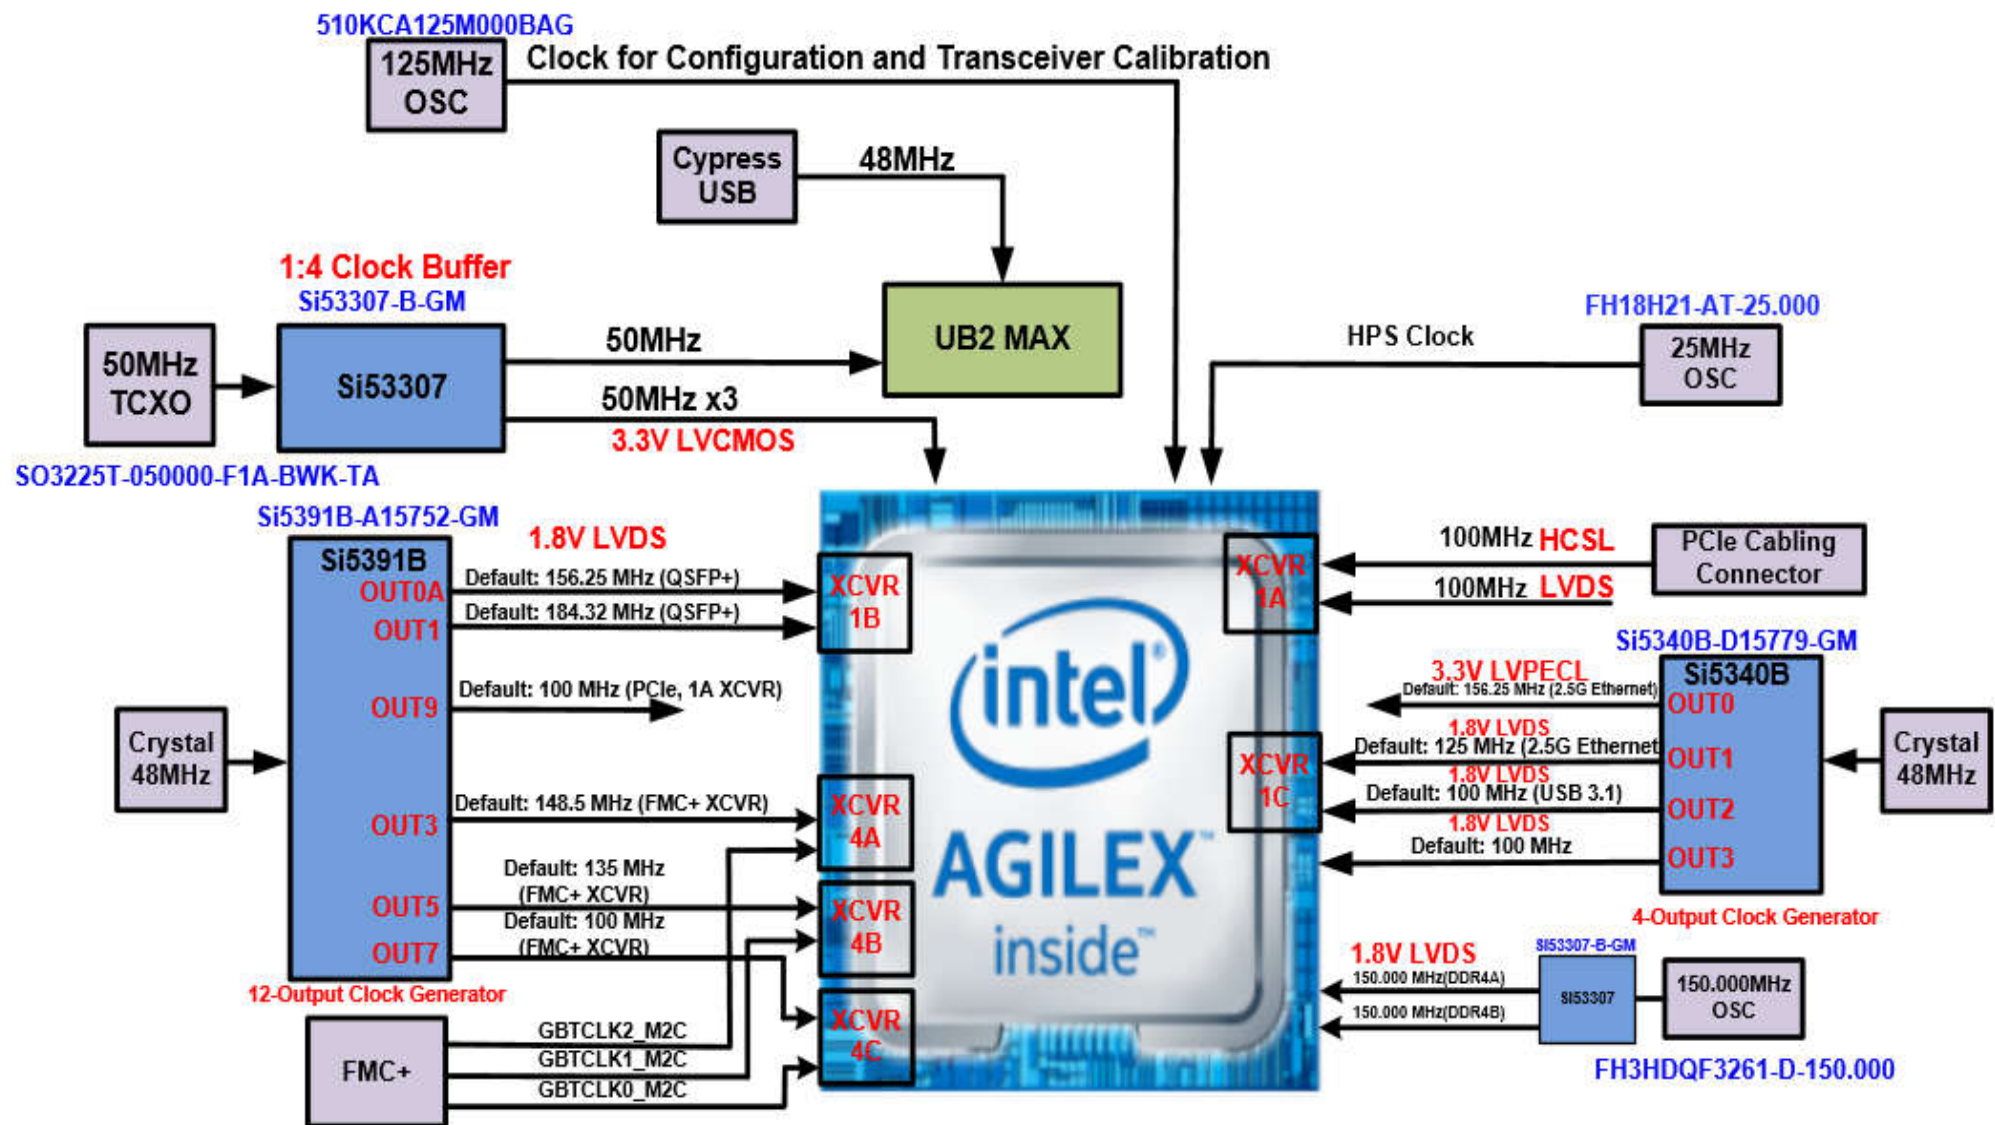 510KCA125M000BAG
125MHz
OSC
Clock for Configuration and Transceiver Calibration
Cypress
USB
48MHz
1:4 Clock Buffer
Si53307-B-GM
50MHz
TCXO
Si53307
50MHz
50MHz x3
3.3V LVCMOS
UB2 MAX
SO3225T-050000-F1A-BWK-TA
FH18H21-AT-25.000
HPS Clock
25MHz
OSC
Si5391B-A15752-GM
Si5391B
1.8V LVDS
OUT0A
Default: 156.25 MHz (QSFP+)
OUT1
Default: 184.32 MHz (QSFP+)
OUT9
Default: 100 MHz (PCIe, 1A XCVR)
Crystal
48MHz
OUT3
Default: 148.5 MHz (FMC+ XCVR)
OUT5
Default: 135 MHz
(FMC+ XCVR)
OUT7
Default: 100 MHz
(FMC+ XCVR)
12-Output Clock Generator
FMC+
GBTCLK2_M2C
GBTCLK1_M2C
GBTCLK0_M2C
XCVR
1B
XCVR
4A
XCVR
4B
XCVR
4C
intel®
AGILEX™
inside™
XCVR
1A
XCVR
1C
100MHz HCSL
100MHz LVDS
PCIe Cabling
Connector
Si5340B-D15779-GM
Si5340B
3.3V LVPECL
Default: 156.25 MHz (2.5G Ethernet)
OUT0
1.8V LVDS
Default: 125 MHz (2.5G Ethernet
OUT1
1.8V LVDS
Default: 100 MHz (USB 3.1)
OUT2
1.8V LVDS
Default: 100 MHz
OUT3
Crystal
48MHz
4-Output Clock Generator
1.8V LVDS
150.000 MHz(DDR4A)
150.000 MHz(DDR4B)
SI53307-B-GM
SI53307
150.000MHz
OSC
FH3HDQF3261-D-150.000